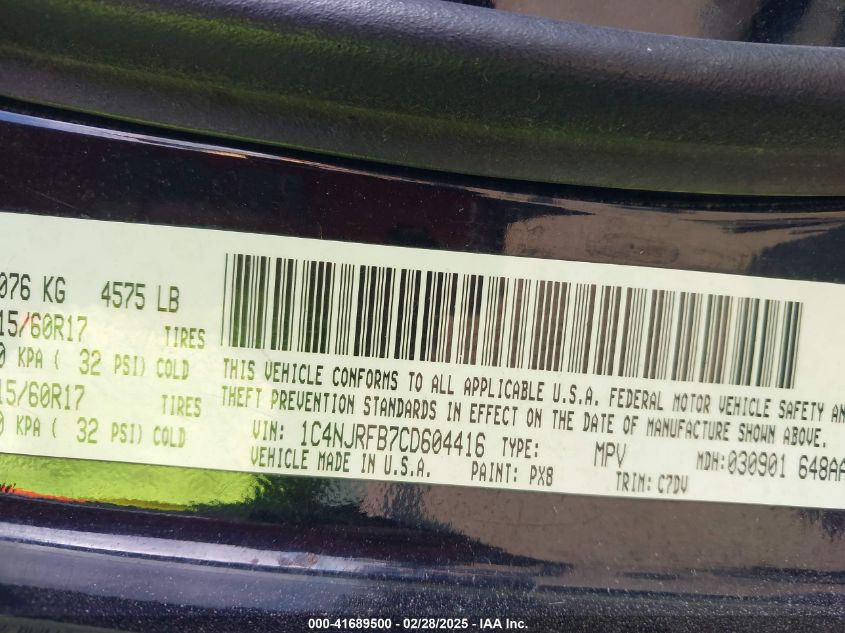 076 KG 4575 LB
15/60R17 TIRES
0 KPA ( 32 PSI) COLD
15/60R17 TIRES
0 KPA ( 32 PSI) COLD
THIS VEHICLE CONFORMS TO ALL APPLICABLE U.S.A. FEDERAL MOTOR VEHICLE SAFETY AN
THEFT PREVENTION STANDARDS IN EFFECT ON THE DATE OF MANUFACTURE SHOWN ABOVE.
VIN: 1C4NJRFB7CD604416 TYPE: MPV MDH: 030901 648AA
VEHICLE MADE IN U.S.A. PAINT: PX8 TRIM: C7DV
000-41689500 - 02/28/2025 - IAA Inc.